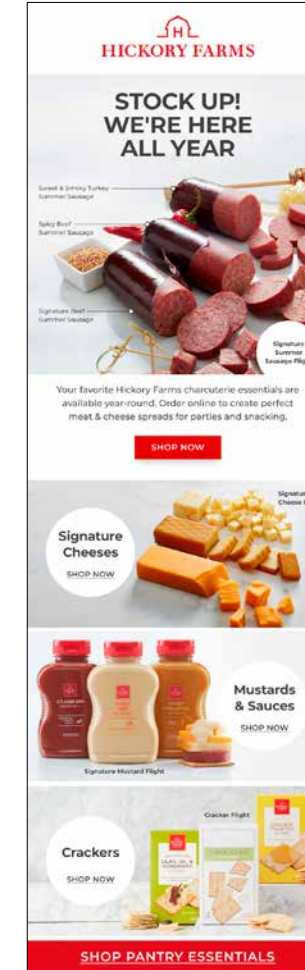 H
HICKORY FARMS
STOCK UP!
WE'RE HERE
ALL YEAR
Sweet & Smoky Turkey
Summer Sausage
Spicy Beef
Summer Sausage
Signature Beef
Summer Sausage
Signature
Summer
Sausage Flight
Your favorite Hickory Farms charcuterie essentials are
available year-round. Order online to create perfect
meat & cheese spreads for parties and snacking.
SHOP NOW
Signature
Cheese
Signature
Cheeses
SHOP NOW
Mustards
& Sauces
SHOP NOW
Signature Mustard Flight
Cracker Flight
Crackers
SHOP NOW
SHOP PANTRY ESSENTIALS